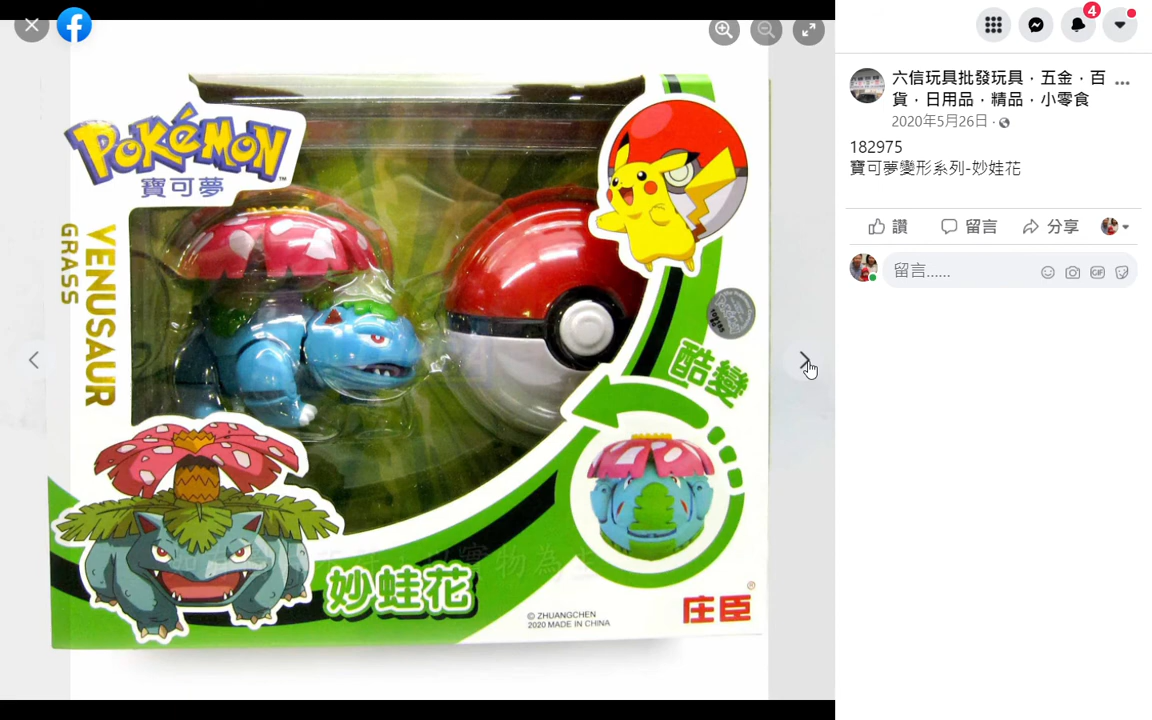 4
POKéMON
TM
寶可夢
VENUSAUR
GRASS
酷變
妙蛙花
© ZHUANGCHEN
2020 MADE IN CHINA
庄臣
®
六信玩具批發玩具．五金．百
貨．日用品．精品．小零食
2020年5月26日 ·
182975
寶可夢變形系列-妙蛙花
讚
留言
分享
留言......
GIF